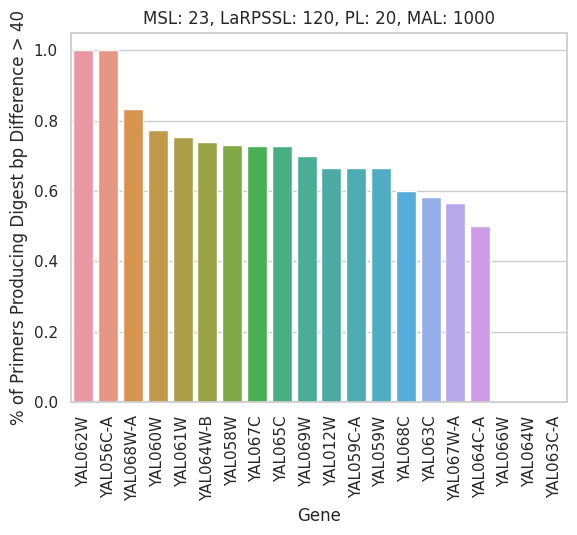 MSL: 23, LaRPSSL: 120, PL: 20, MAL: 1000
% of Primers Producing Digest bp Difference > 40
1.0
0.8
0.6
0.4
0.2
0.0
YAL062W
YAL056C-A
YAL068W-A
YAL060W
YAL061W
YAL064W-B
YAL058W
YAL067C
YAL065C
YAL069W
YAL012W
YAL059C-A
YAL059W
YAL068C
YAL063C
YAL067W-A
YAL064C-A
YAL066W
YAL064W
YAL063C-A
Gene